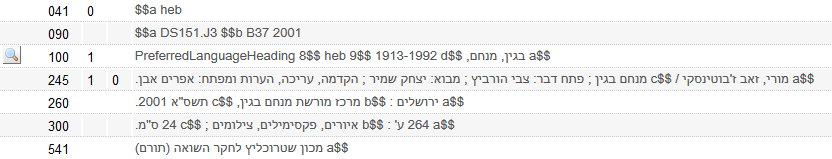 041 0 $$a heb
090 $$a DS151.J3 $$b B37 2001
100 1 $$a בגין, מנחם, $$d 1913-1992 $$9 heb $$8 PreferredLanguageHeading
245 1 0 $$a מורי, זאב ז'בוטינסקי / $$c מנחם בגין ; פתח דבר: צבי הורביץ ; מבוא: יצחק שמיר ; הקדמה, עריכה, הערות ומפתח: אפרים אבן.
260 $$a ירושלים : $$b מרכז מורשת מנחם בגין, $$c תשס"א 2001.
300 $$a 264 ע' : $$b איורים, פקסימילים, צילומים ; $$c 24 ס"מ.
541 $$a מכון שטרוכליץ לחקר השואה (תורם)